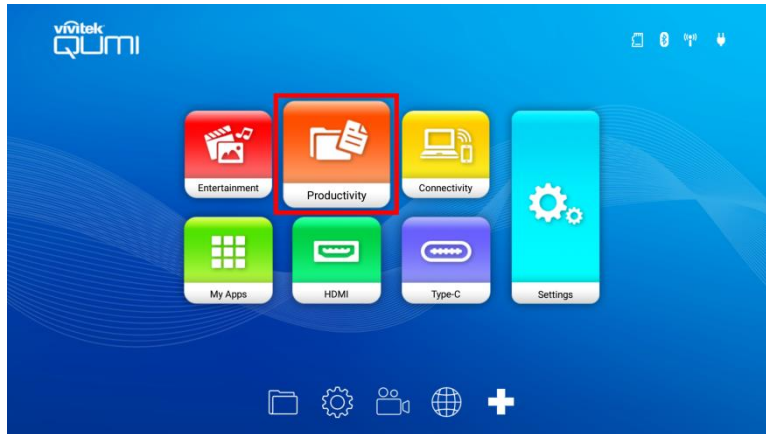 vivitek
QUMI
Entertainment
Productivity
Connectivity
My Apps
HDMI
Type-C
Settings